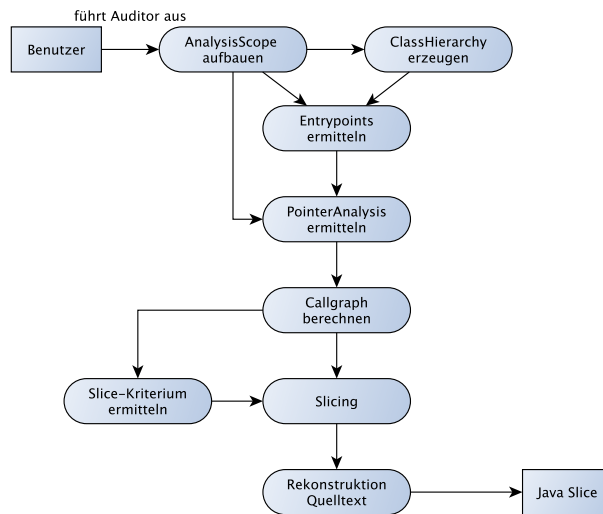 führt Auditor aus
Benutzer
AnalysisScope
aufbauen
ClassHierarchy
erzeugen
Entrypoints
ermitteln
PointerAnalysis
ermitteln
Callgraph
berechnen
Slice-Kriterium
ermitteln
Slicing
Rekonstruktion
Quelltext
Java Slice